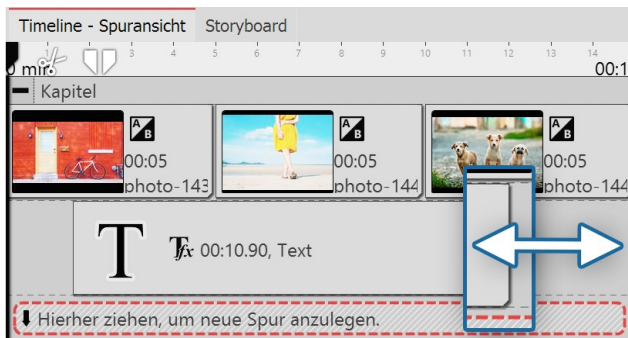 Timeline - Spuransicht Storyboard
3 4 5 6 7 8 9 10 11 12 13 14
0 min 00:1
Kapitel
A/B A/B A/B
00:05 00:05 00:05
photo-143 photo-144 photo-144
T Tfx 00:10.90, Text
Hierher ziehen, um neue Spur anzulegen.